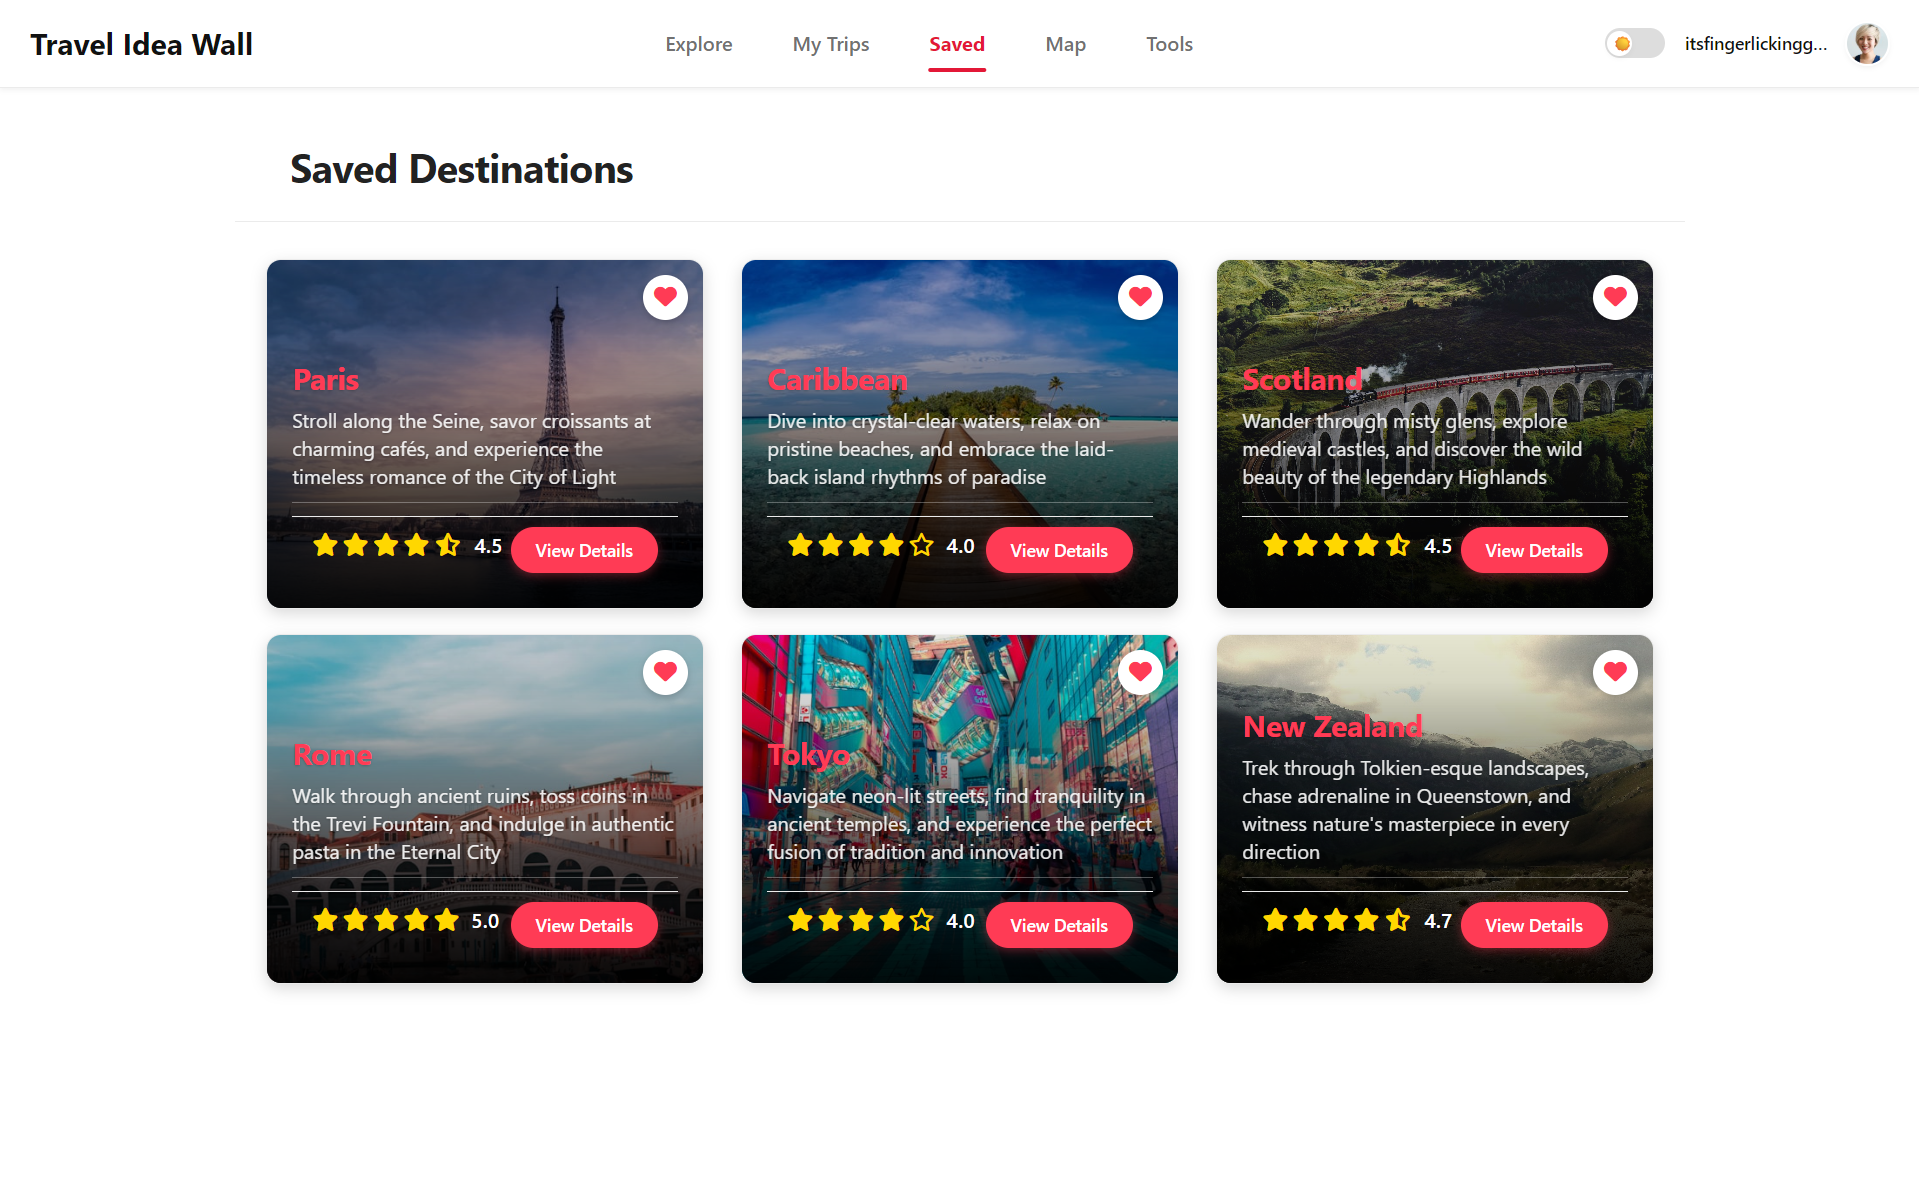 Travel Idea Wall
Explore
My Trips
Saved
Map
Tools
itsfingerlickingg...
Saved Destinations
Paris
Stroll along the Seine, savor croissants at
charming cafés, and experience the
timeless romance of the City of Light
4.5
View Details
Caribbean
Dive into crystal-clear waters, relax on
pristine beaches, and embrace the laid-
back island rhythms of paradise
4.0
View Details
Scotland
Wander through misty glens, explore
medieval castles, and discover the wild
beauty of the legendary Highlands
4.5
View Details
Rome
Walk through ancient ruins, toss coins in
the Trevi Fountain, and indulge in authentic
pasta in the Eternal City
5.0
View Details
Tokyo
Navigate neon-lit streets, find tranquility in
ancient temples, and experience the perfect
fusion of tradition and innovation
4.0
View Details
New Zealand
Trek through Tolkien-esque landscapes,
chase adrenaline in Queenstown, and
witness nature's masterpiece in every
direction
4.7
View Details